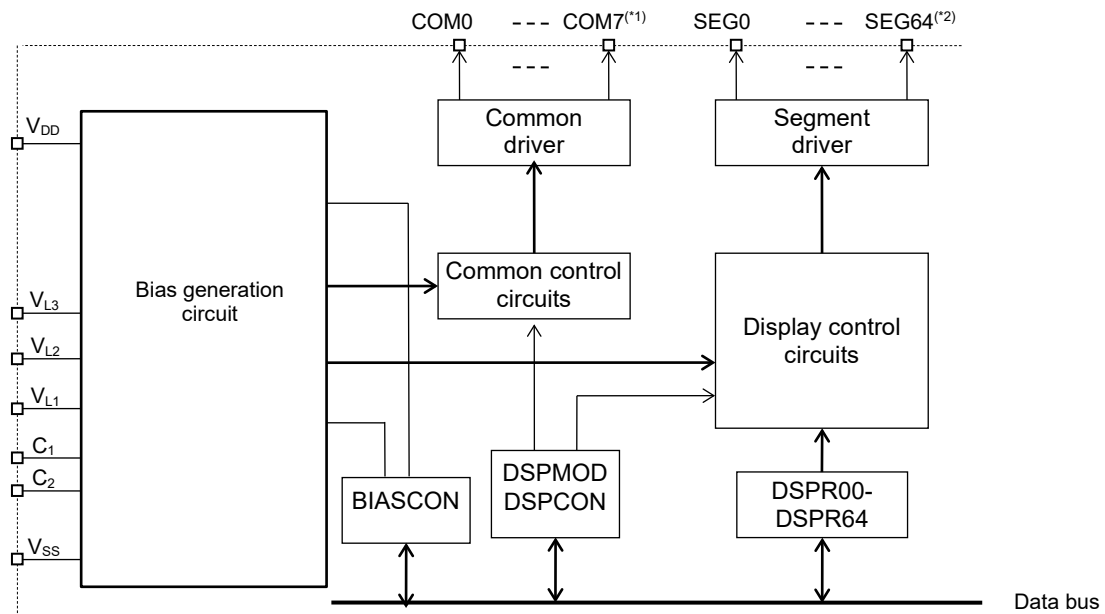 COM0 --- COM7(*1) SEG0 --- SEG64(*2)
--- ---
VDD
Common
driver
Segment
driver
Bias generation
circuit
Common control
circuits
Display control
circuits
VL3
VL2
VL1
C1
C2
VSS
BIASCON
DSPMOD
DSPCON
DSPR00-
DSPR64
Data bus